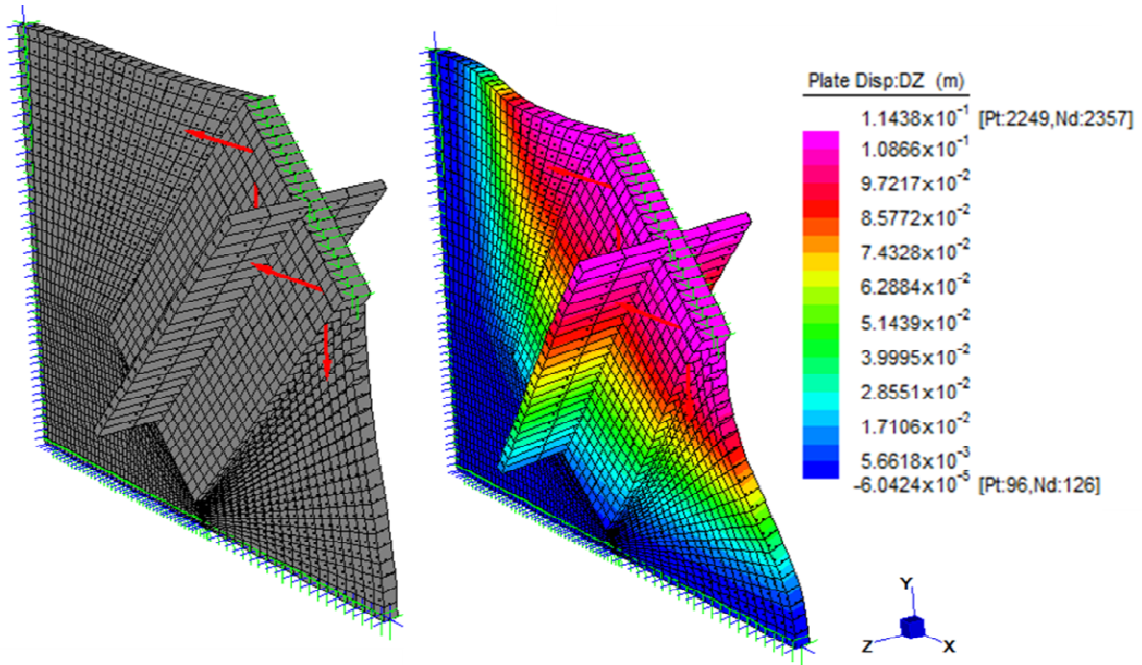 Plate Disp:DZ (m)
1.1438x10⁻¹ [Pt:2249,Nd:2357]
1.0866x10⁻¹
9.7217x10⁻²
8.5772x10⁻²
7.4328x10⁻²
6.2884x10⁻²
5.1439x10⁻²
3.9995x10⁻²
2.8551x10⁻²
1.7106x10⁻²
5.6618x10⁻³
-6.0424x10⁻⁵ [Pt:96,Nd:126]
Y
Z X